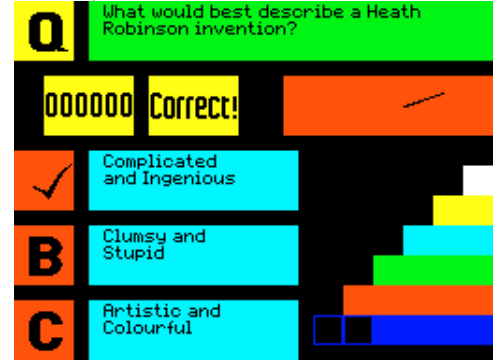 Q
What would best describe a Heath
Robinson invention?
000000
Correct!
Complicated
and Ingenious
B
Clumsy and
Stupid
C
Artistic and
Colourful